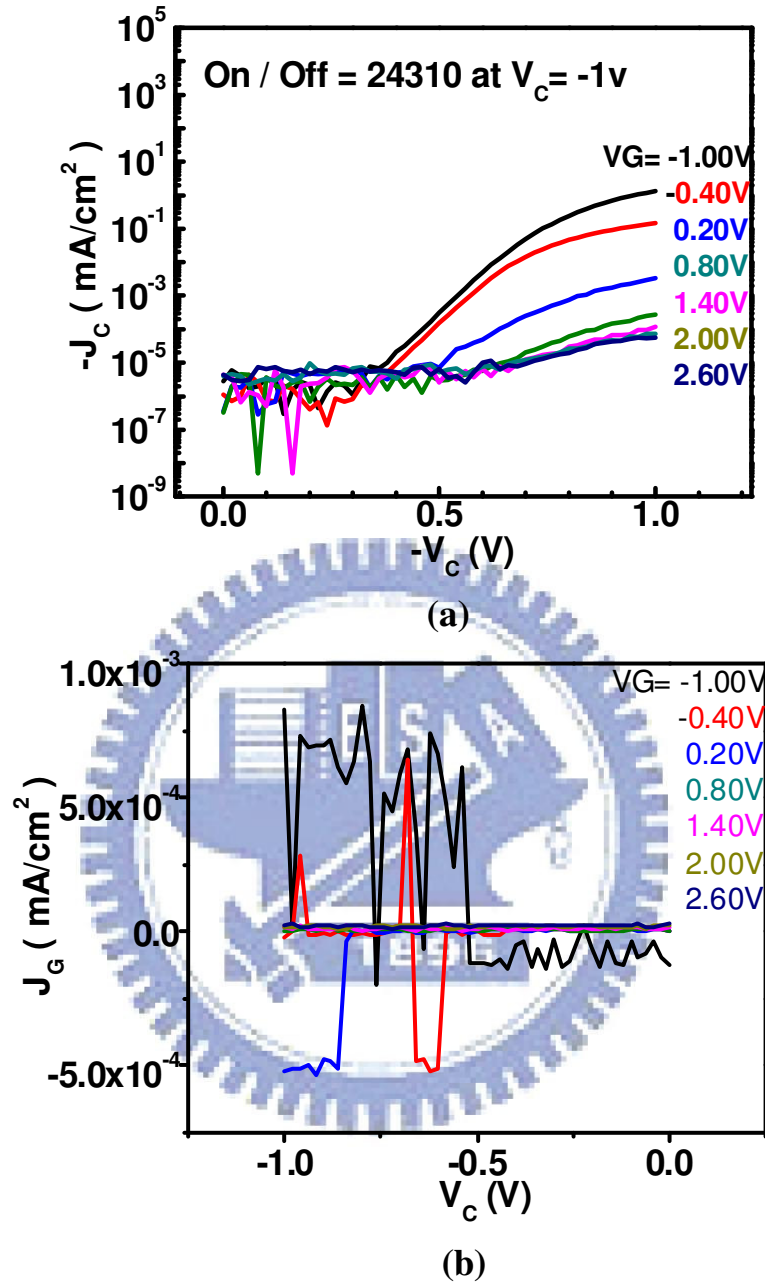 10^5
10^3
10^1
10^-1
10^-3
10^-5
10^-7
10^-9
-J_C ( mA/cm^2 )
On / Off = 24310 at V_C= -1v
VG= -1.00V
-0.40V
0.20V
0.80V
1.40V
2.00V
2.60V
0.0
0.5
1.0
-V_C (V)
(a)
1.0x10^-3
5.0x10^-4
0.0
-5.0x10^-4
J_G ( mA/cm^2 )
VG= -1.00V
-0.40V
0.20V
0.80V
1.40V
2.00V
2.60V
E S A
-1.0
-0.5
0.0
V_C (V)
(b)